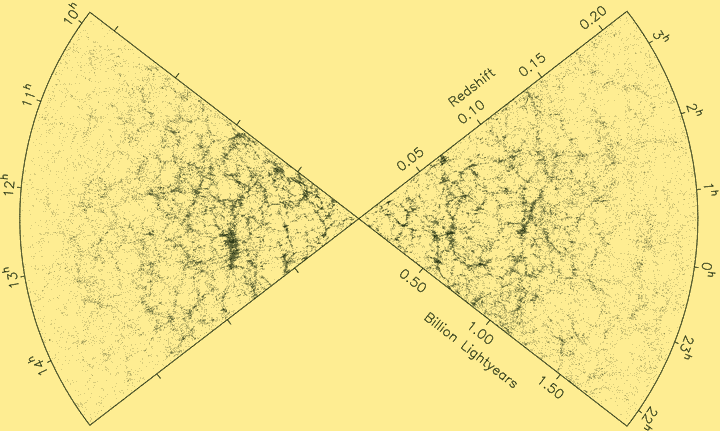 10h
11h
12h
13h
14h
Redshift
0.05
0.10
0.15
0.20
3h
2h
1h
0h
23h
22h
0.50
1.00
1.50
Billion Lightyears